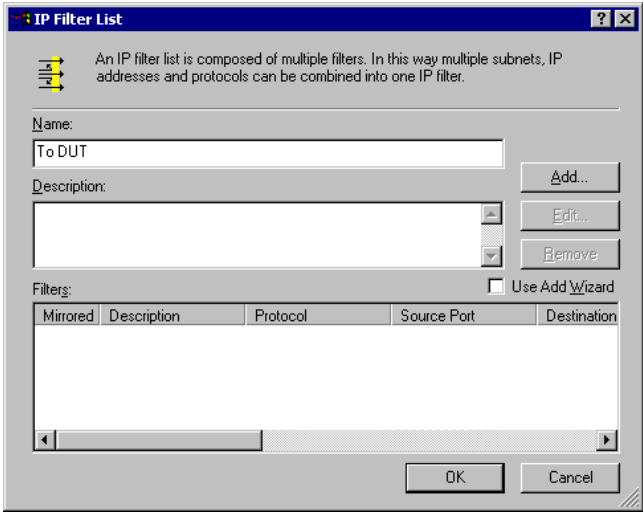 IP Filter List
An IP filter list is composed of multiple filters. In this way multiple subnets, IP
addresses and protocols can be combined into one IP filter.
Name:
To DUT
Add...
Description:
Edit...
Remove
Filters:
Use Add Wizard
Mirrored Description Protocol Source Port Destination
OK Cancel